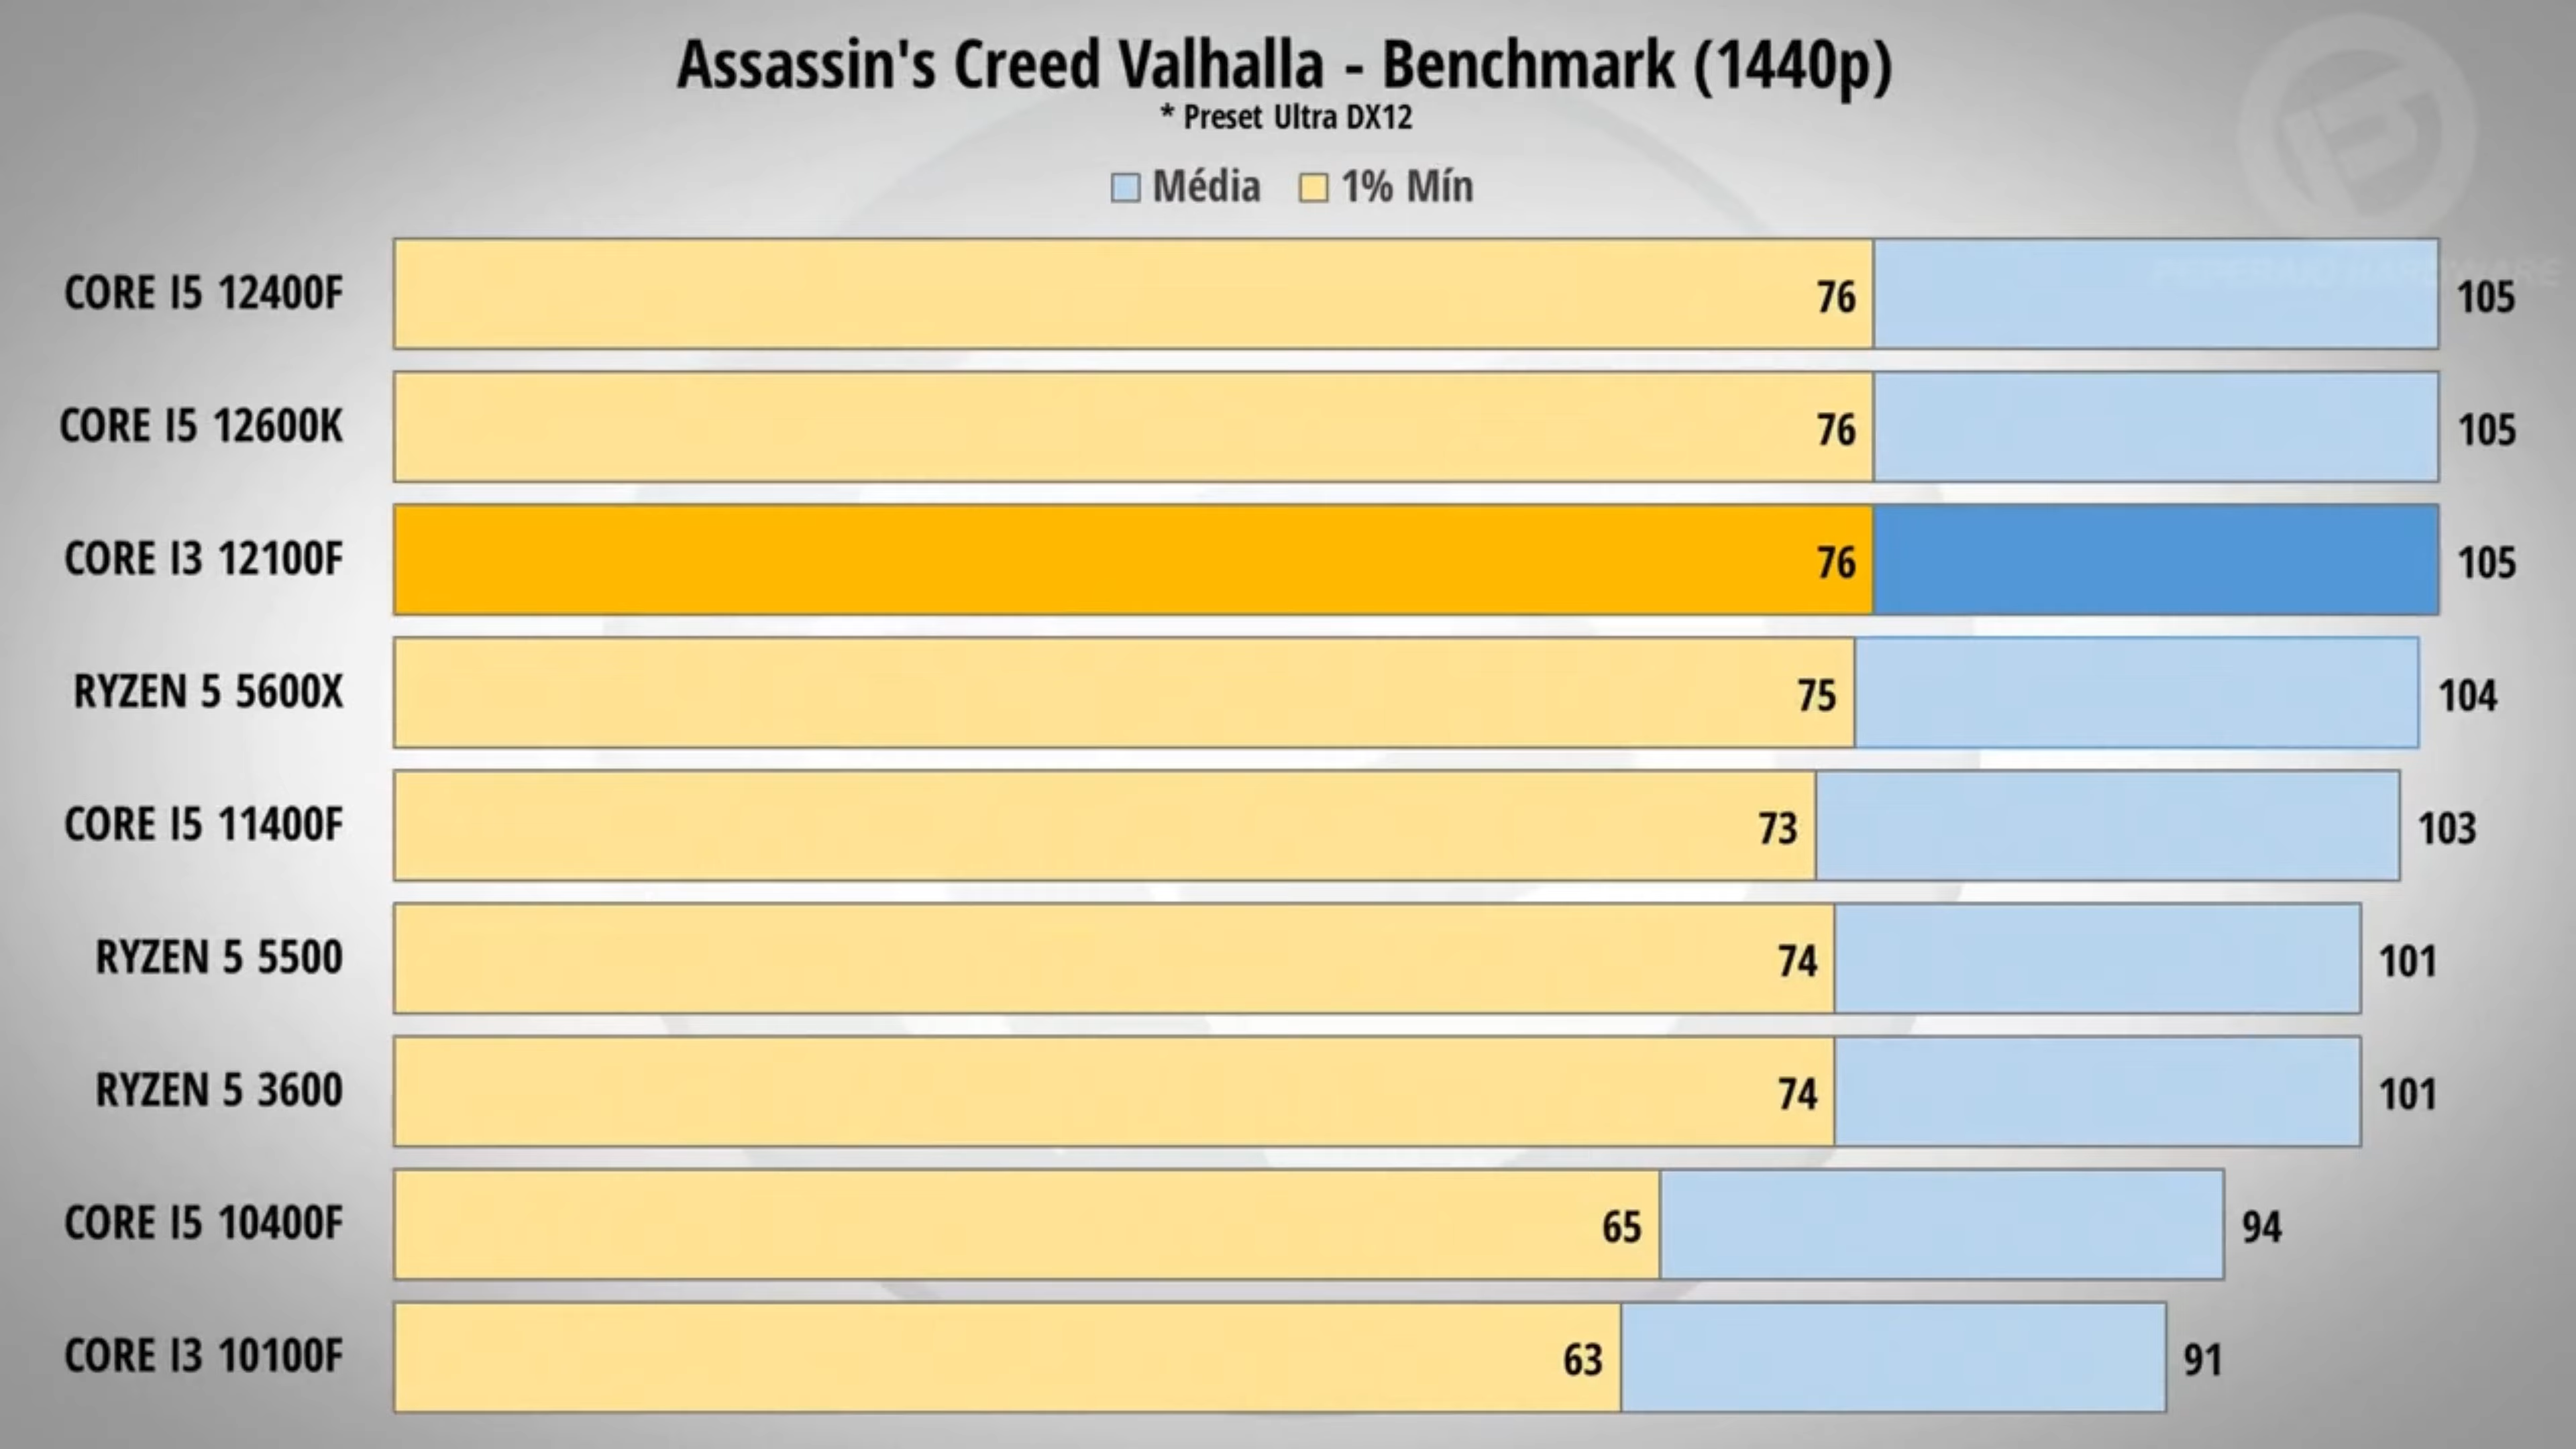 Assassin's Creed Valhalla - Benchmark (1440p)
* Preset Ultra DX12
Média 1% Mín
CORE I5 12400F 76 105
CORE I5 12600K 76 105
CORE I3 12100F 76 105
RYZEN 5 5600X 75 104
CORE I5 11400F 73 103
RYZEN 5 5500 74 101
RYZEN 5 3600 74 101
CORE I5 10400F 65 94
CORE I3 10100F 63 91